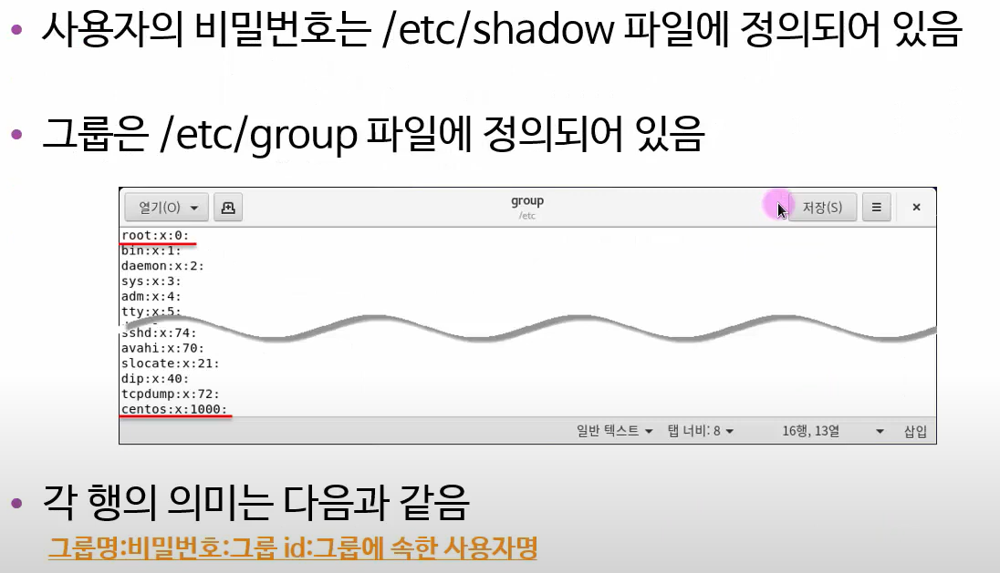 • 사용자의 비밀번호는 /etc/shadow 파일에 정의되어 있음
• 그룹은 /etc/group 파일에 정의되어 있음
열기(O)
group
저장(S)
/etc
root:x:0:
bin:x:1:
daemon:x:2:
sys:x:3:
adm:x:4:
tty:x:5:
sshd:x:74:
avahi:x:70:
slocate:x:21:
dip:x:40:
tcpdump:x:72:
centos:x:1000:
일반 텍스트 탭 너비: 8 16행, 13열 삽입
• 각 행의 의미는 다음과 같음
그룹명:비밀번호:그룹 id:그룹에 속한 사용자명